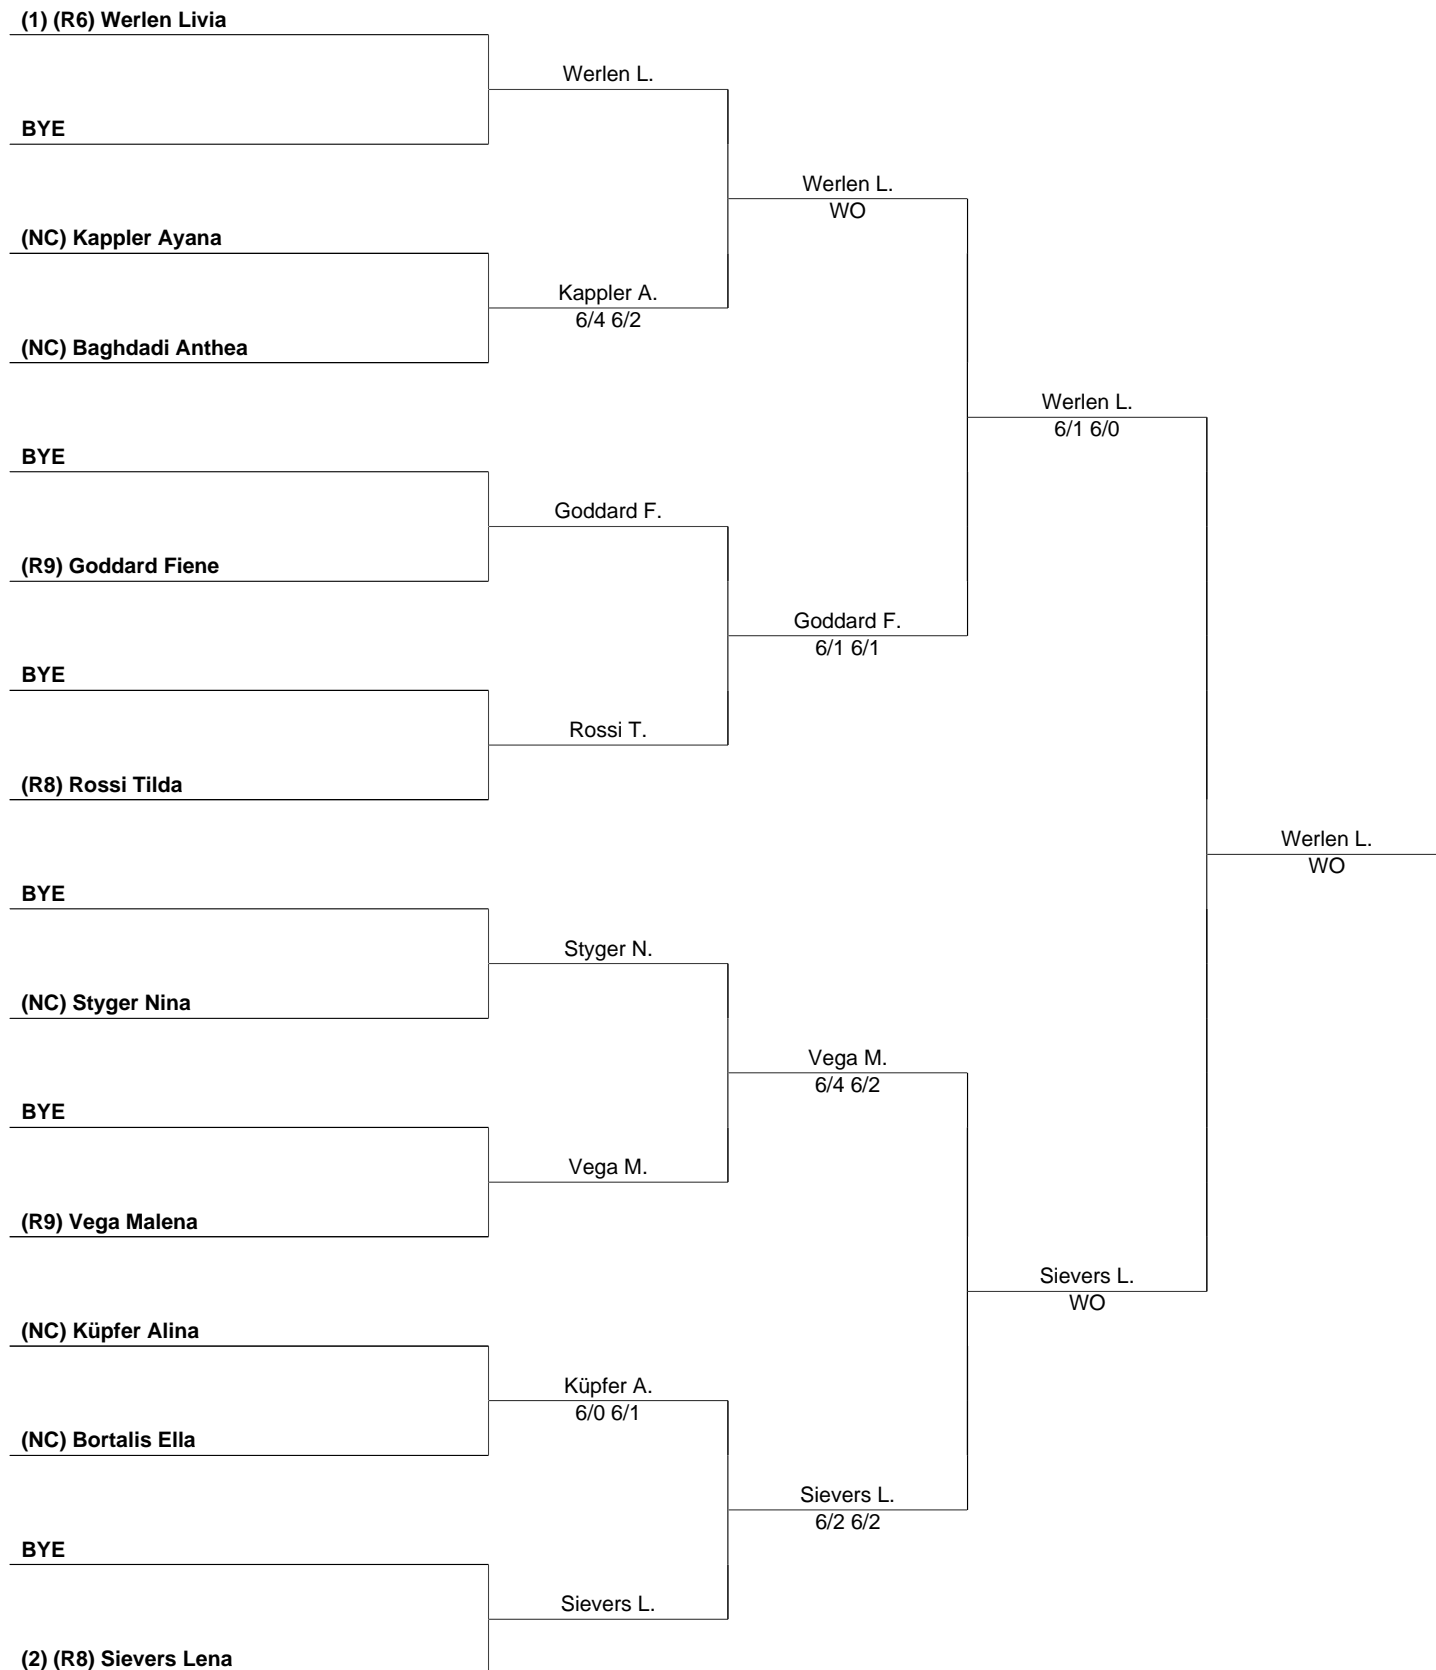 (1) (R6) Werlen Livia
Werlen L.
BYE
Werlen L.
WO
(NC) Kappler Ayana
Kappler A.
6/4 6/2
(NC) Baghdadi Anthea
Werlen L.
6/1 6/0
BYE
Goddard F.
(R9) Goddard Fiene
Goddard F.
6/1 6/1
BYE
Rossi T.
(R8) Rossi Tilda
Werlen L.
WO
BYE
Styger N.
(NC) Styger Nina
Vega M.
6/4 6/2
BYE
Vega M.
(R9) Vega Malena
Sievers L.
WO
(NC) Küpfer Alina
Küpfer A.
6/0 6/1
(NC) Bortalis Ella
Sievers L.
6/2 6/2
BYE
Sievers L.
(2) (R8) Sievers Lena